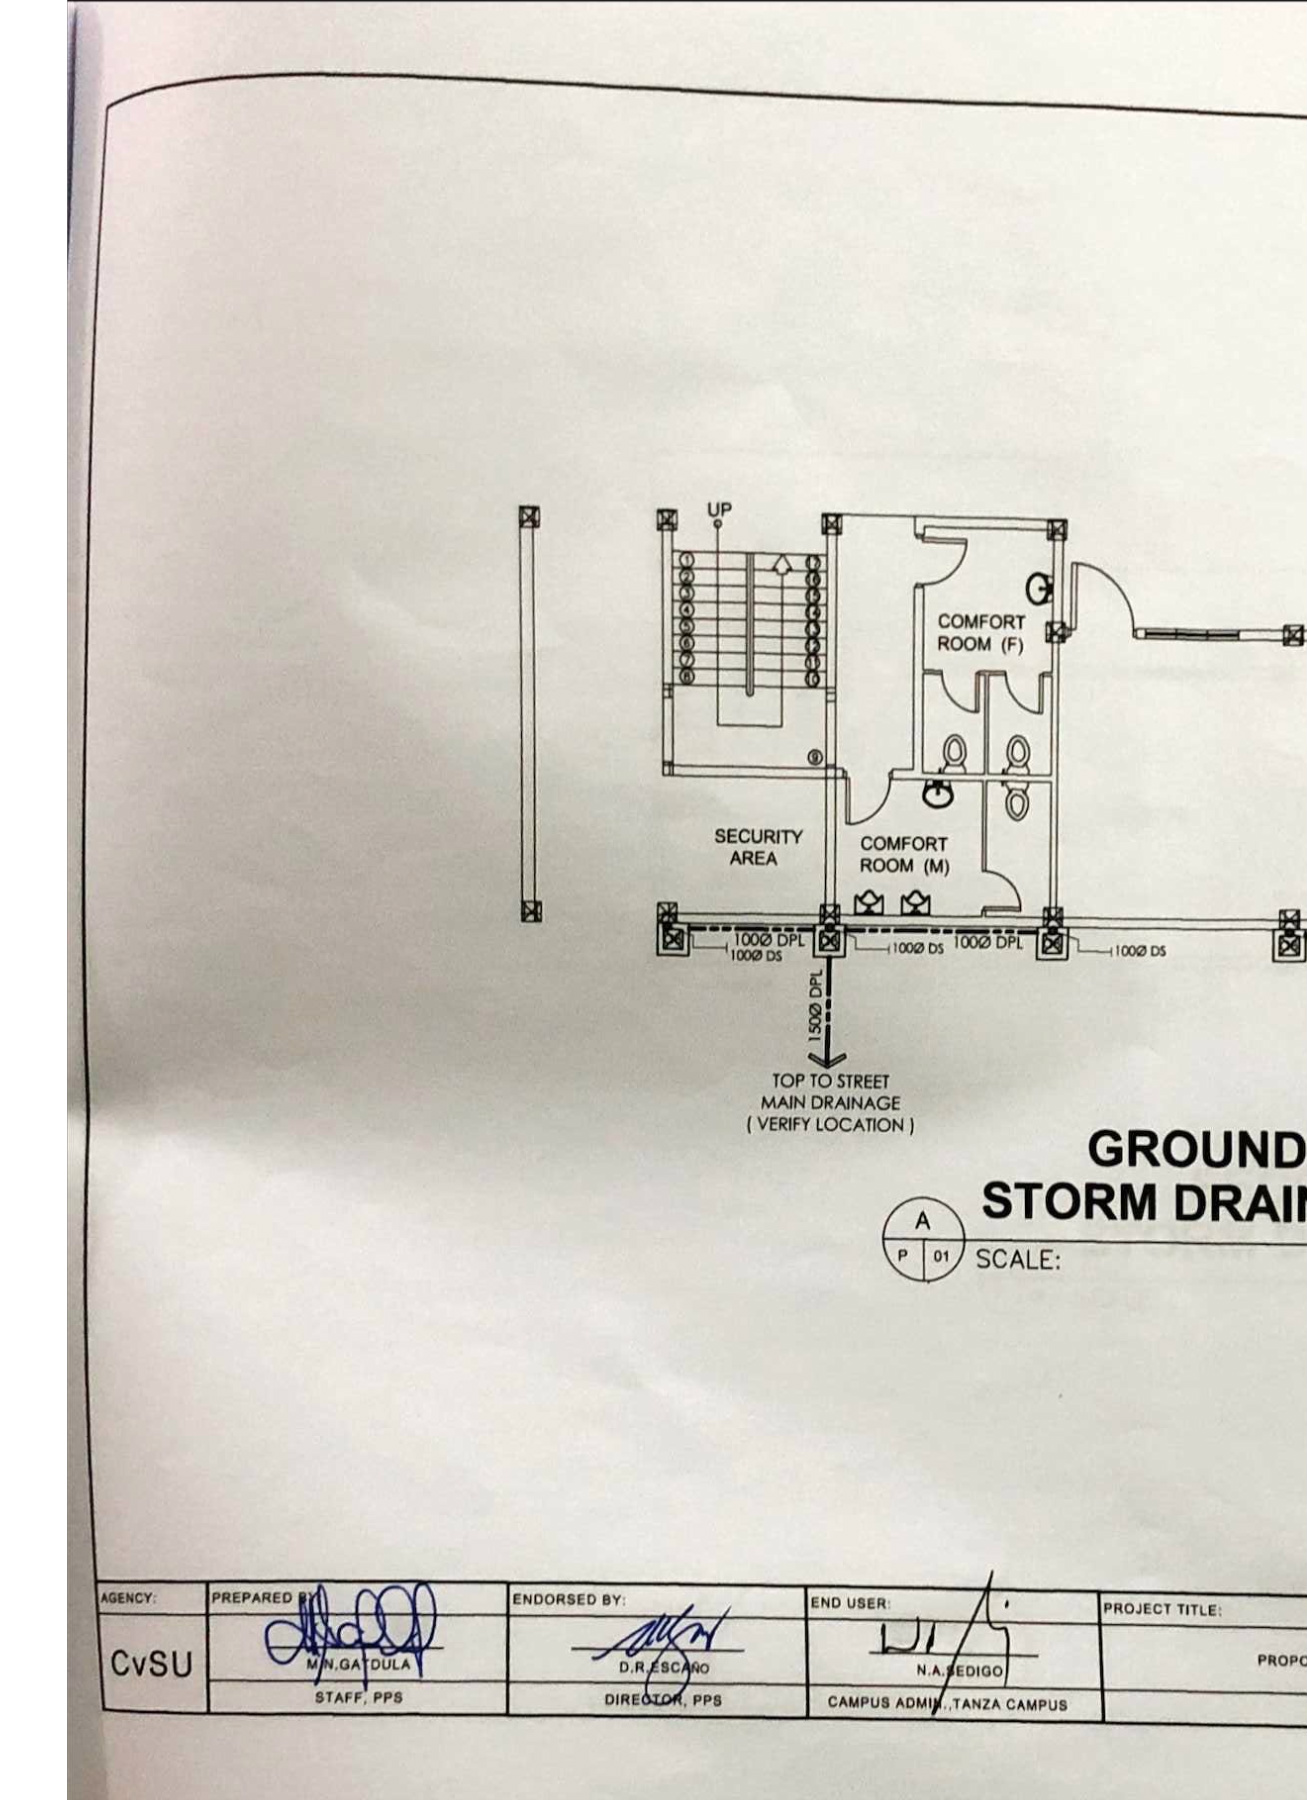 UP
1
2
3
4
5
6
7
8
9
COMFORT
ROOM (F)
SECURITY
AREA
COMFORT
ROOM (M)
100Ø DPL
100Ø DS
100Ø DS
100Ø DPL
100Ø DS
150Ø DPL
TOP TO STREET
MAIN DRAINAGE
( VERIFY LOCATION )
GROUND
STORM DRAIN
A
P 01
SCALE:
AGENCY:
CvSU
PREPARED BY
M.N.GATDULA
STAFF, PPS
ENDORSED BY:
D.R.ESCAÑO
DIRECTOR, PPS
END USER:
N.A.SEDIGO
CAMPUS ADMIN.,TANZA CAMPUS
PROJECT TITLE:
PROPO